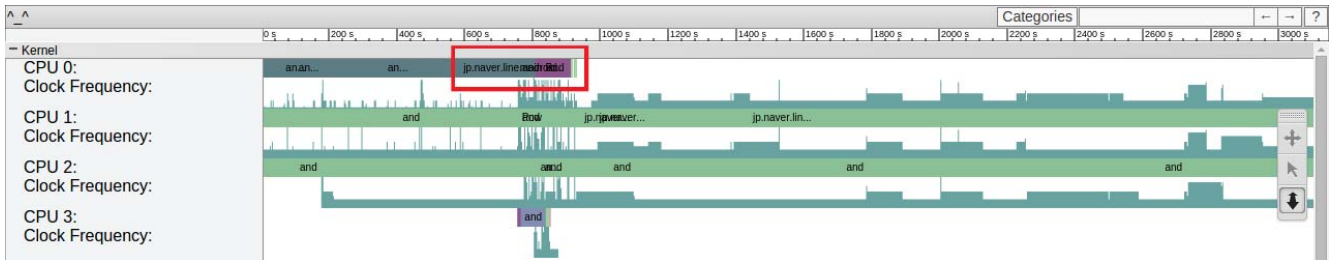 ^_^ Categories ← → ?
0 s 200 s 400 s 600 s 800 s 1000 s 1200 s 1400 s 1600 s 1800 s 2000 s 2200 s 2400 s 2600 s 2800 s 3000 s
− Kernel
CPU 0: an... an... jp.naver.line
Clock Frequency:
CPU 1: and jp.naver.lin...
Clock Frequency:
CPU 2: and and and and
Clock Frequency:
CPU 3: and
Clock Frequency: